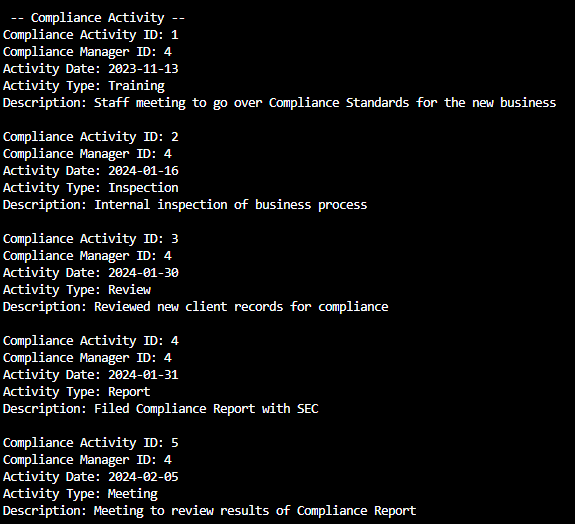 -- Compliance Activity --
Compliance Activity ID: 1
Compliance Manager ID: 4
Activity Date: 2023-11-13
Activity Type: Training
Description: Staff meeting to go over Compliance Standards for the new business
Compliance Activity ID: 2
Compliance Manager ID: 4
Activity Date: 2024-01-16
Activity Type: Inspection
Description: Internal inspection of business process
Compliance Activity ID: 3
Compliance Manager ID: 4
Activity Date: 2024-01-30
Activity Type: Review
Description: Reviewed new client records for compliance
Compliance Activity ID: 4
Compliance Manager ID: 4
Activity Date: 2024-01-31
Activity Type: Report
Description: Filed Compliance Report with SEC
Compliance Activity ID: 5
Compliance Manager ID: 4
Activity Date: 2024-02-05
Activity Type: Meeting
Description: Meeting to review results of Compliance Report